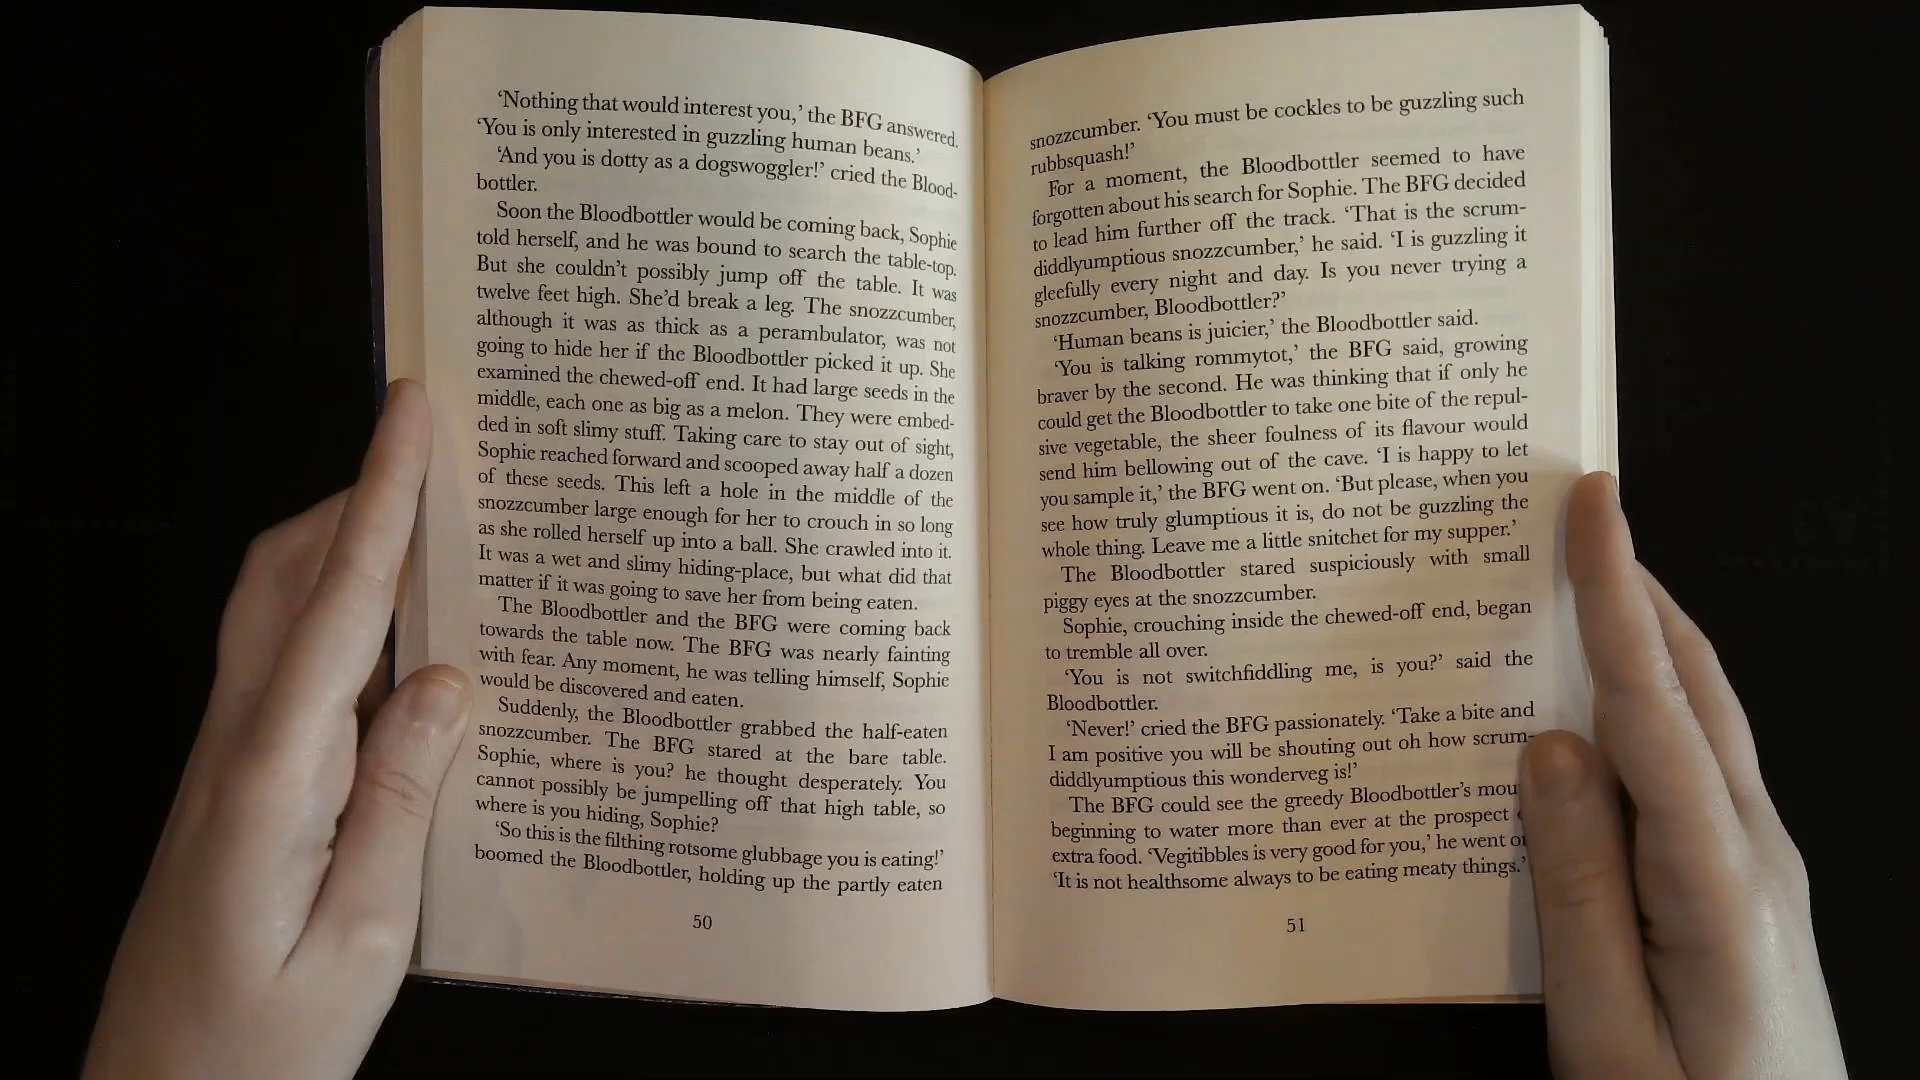 ‘Nothing that would interest you,’ the BFG answered.
‘You is only interested in guzzling human beans.’
‘And you is dotty as a dogswoggler!’ cried the Blood-
bottler.
Soon the Bloodbottler would be coming back, Sophie
told herself, and he was bound to search the table-top.
But she couldn’t possibly jump off the table. It was
twelve feet high. She’d break a leg. The snozzcumber,
although it was as thick as a perambulator, was not
going to hide her if the Bloodbottler picked it up. She
examined the chewed-off end. It had large seeds in the
middle, each one as big as a melon. They were embed-
ded in soft slimy stuff. Taking care to stay out of sight,
Sophie reached forward and scooped away half a dozen
of these seeds. This left a hole in the middle of the
snozzcumber large enough for her to crouch in so long
as she rolled herself up into a ball. She crawled into it.
It was a wet and slimy hiding-place, but what did that
matter if it was going to save her from being eaten.
The Bloodbottler and the BFG were coming back
towards the table now. The BFG was nearly fainting
with fear. Any moment, he was telling himself, Sophie
would be discovered and eaten.
Suddenly, the Bloodbottler grabbed the half-eaten
snozzcumber. The BFG stared at the bare table.
Sophie, where is you? he thought desperately. You
cannot possibly be jumpelling off that high table, so
where is you hiding, Sophie?
‘So this is the filthing rotsome glubbage you is eating!’
boomed the Bloodbottler, holding up the partly eaten
50
snozzcumber. ‘You must be cockles to be guzzling such
rubbsquash!’
For a moment, the Bloodbottler seemed to have
forgotten about his search for Sophie. The BFG decided
to lead him further off the track. ‘That is the scrum-
diddlyumptious snozzcumber,’ he said. ‘I is guzzling it
gleefully every night and day. Is you never trying a
snozzcumber, Bloodbottler?’
‘Human beans is juicier,’ the Bloodbottler said.
‘You is talking rommytot,’ the BFG said, growing
braver by the second. He was thinking that if only he
could get the Bloodbottler to take one bite of the repul-
sive vegetable, the sheer foulness of its flavour would
send him bellowing out of the cave. ‘I is happy to let
you sample it,’ the BFG went on. ‘But please, when you
see how truly glumptious it is, do not be guzzling the
whole thing. Leave me a little snitchet for my supper.’
The Bloodbottler stared suspiciously with small
piggy eyes at the snozzcumber.
Sophie, crouching inside the chewed-off end, began
to tremble all over.
‘You is not switchfiddling me, is you?’ said the
Bloodbottler.
‘Never!’ cried the BFG passionately. ‘Take a bite and
I am positive you will be shouting out oh how scrum-
diddlyumptious this wonderveg is!’
The BFG could see the greedy Bloodbottler’s
beginning to water more than ever at the prospect
extra food. ‘Vegitibbles is very good for you,’ he went
‘It is not healthsome always to be eating meaty things.’
51